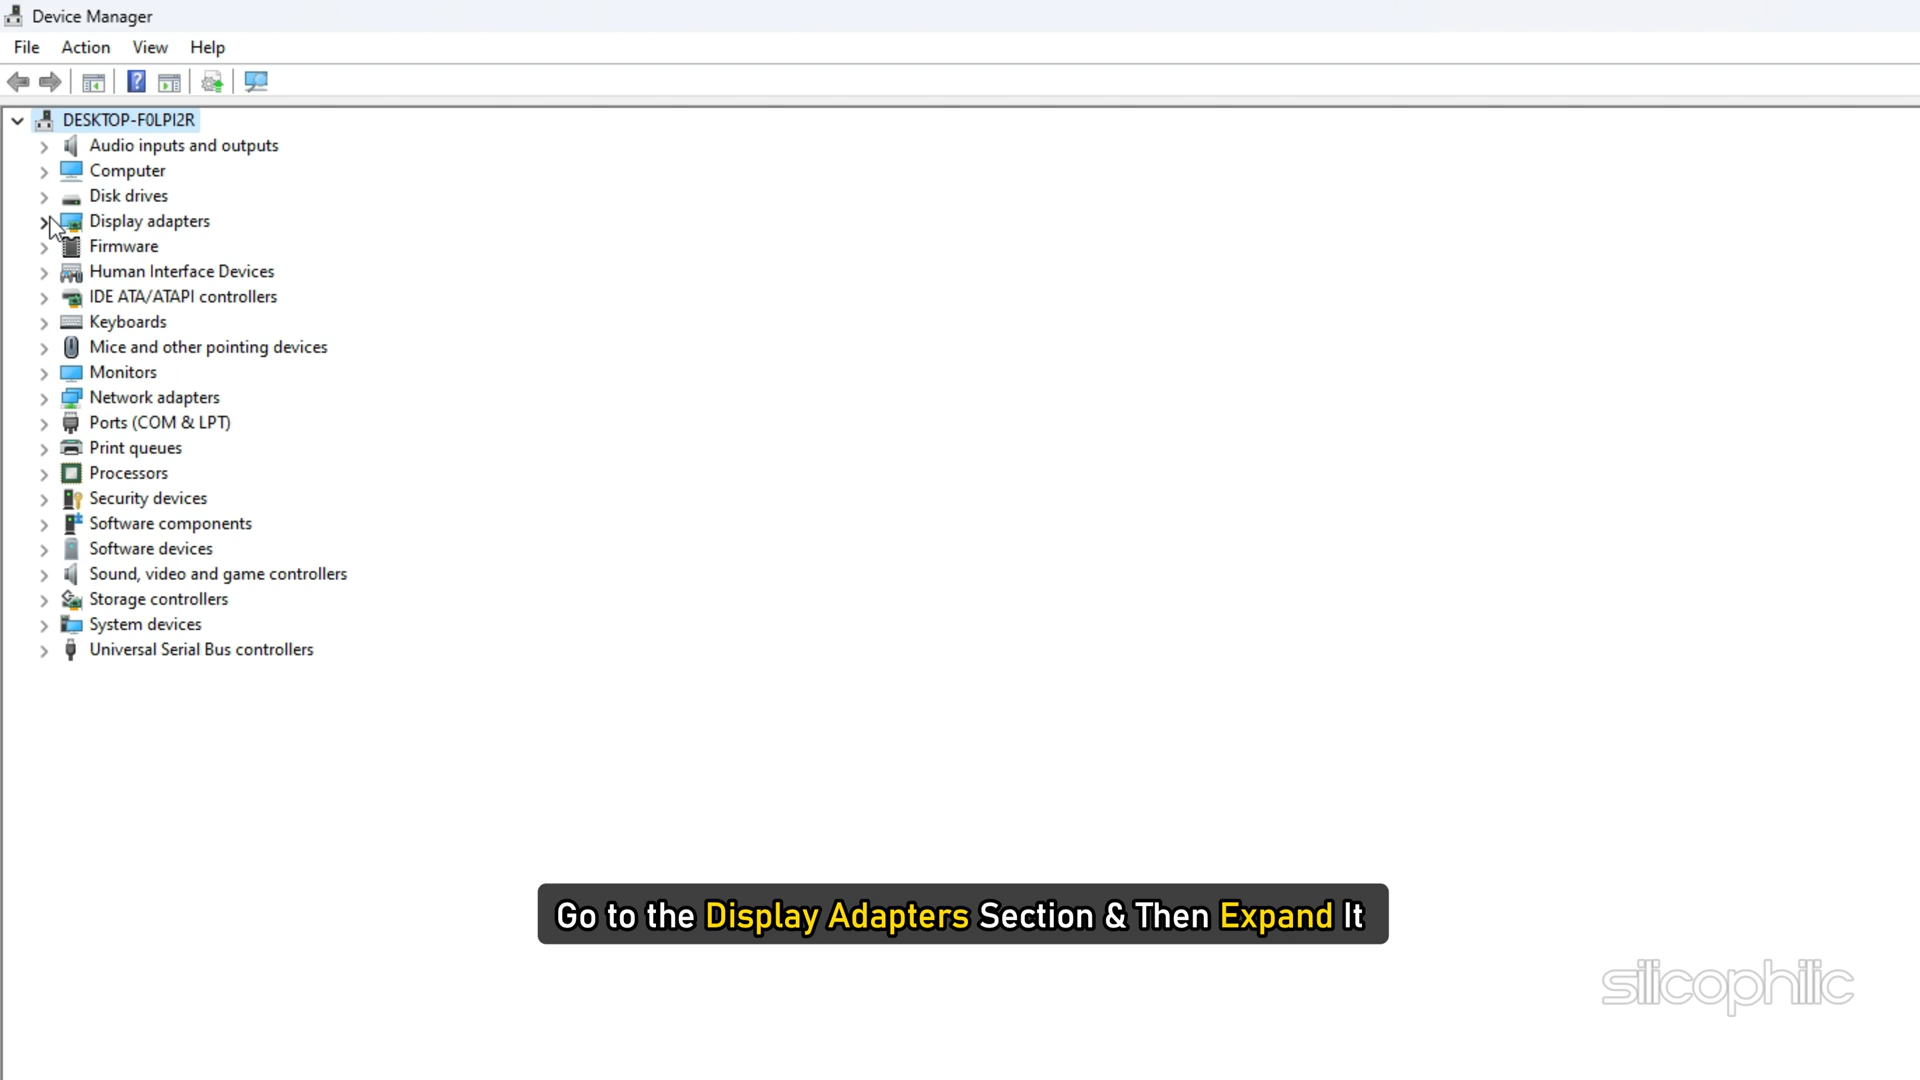 Device Manager
File Action View Help
DESKTOP-F0LPI2R
Audio inputs and outputs
Computer
Disk drives
Display adapters
Firmware
Human Interface Devices
IDE ATA/ATAPI controllers
Keyboards
Mice and other pointing devices
Monitors
Network adapters
Ports (COM & LPT)
Print queues
Processors
Security devices
Software components
Software devices
Sound, video and game controllers
Storage controllers
System devices
Universal Serial Bus controllers
Go to the Display Adapters Section & Then Expand It
silicophilic